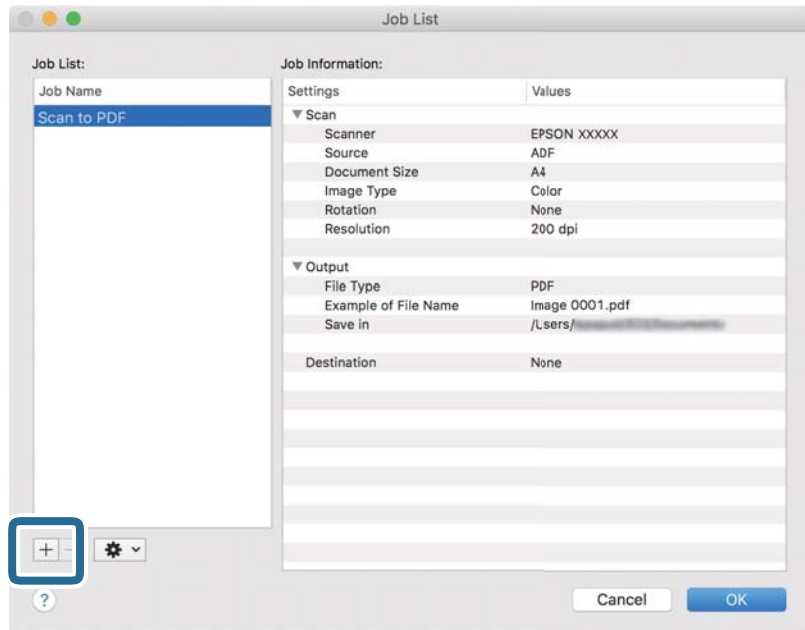 Job List
Job List:
Job Information:
Job Name
Settings Values
Scan to PDF
▼ Scan
Scanner EPSON XXXXX
Source ADF
Document Size A4
Image Type Color
Rotation None
Resolution 200 dpi
▼ Output
File Type PDF
Example of File Name Image 0001.pdf
Save in /Users/
Destination None
+ −
?
Cancel OK